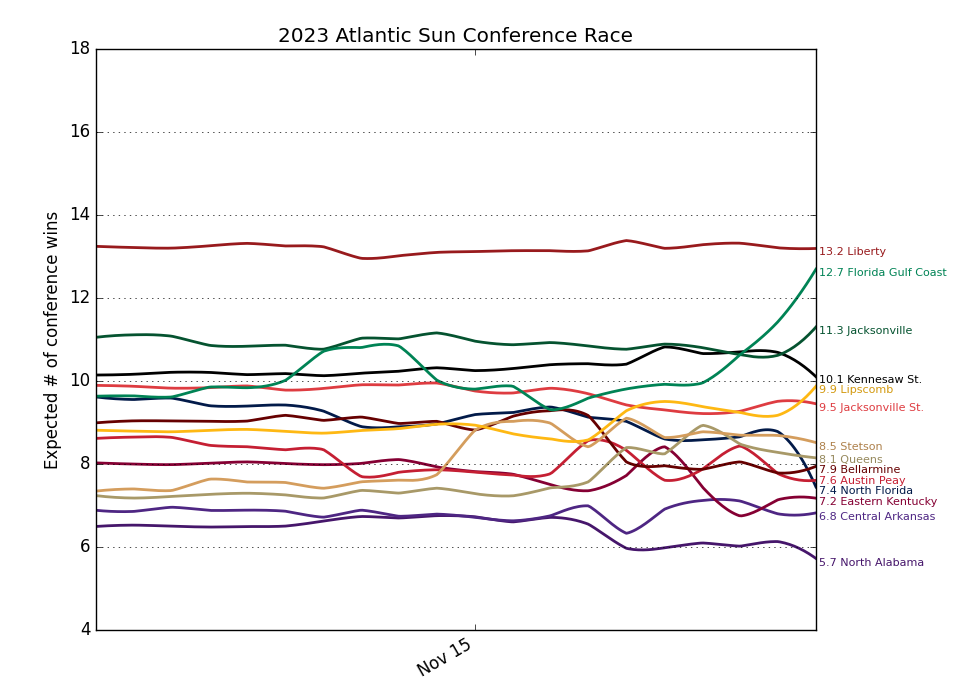 2023 Atlantic Sun Conference Race
Expected # of conference wins
18
16
14
12
10
8
6
4
Nov 15
13.2 Liberty
12.7 Florida Gulf Coast
11.3 Jacksonville
10.1 Kennesaw St.
9.9 Lipscomb
9.5 Jacksonville St.
8.5 Stetson
8.1 Queens
7.9 Bellarmine
7.6 Austin Peay
7.4 North Florida
7.2 Eastern Kentucky
6.8 Central Arkansas
5.7 North Alabama